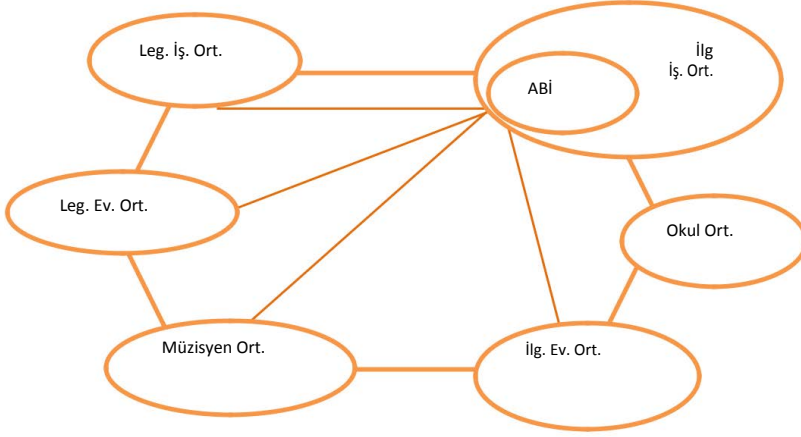 Leg. İş. Ort.
İlg
İş. Ort.
ABİ
Leg. Ev. Ort.
Okul Ort.
Müzisyen Ort.
İlg. Ev. Ort.